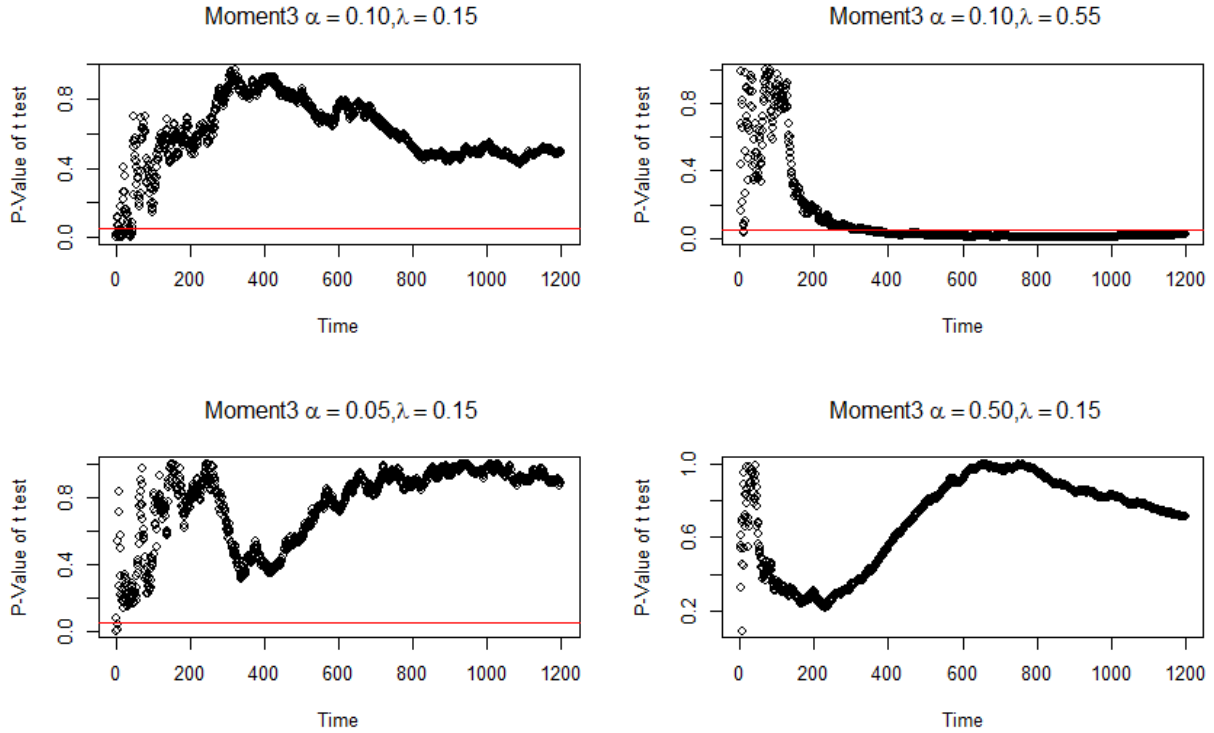 Moment3 α = 0.10,λ = 0.15
P-Value of t test
0.0 0.4 0.8
0 200 400 600 800 1000 1200
Time
Moment3 α = 0.10,λ = 0.55
P-Value of t test
0.0 0.4 0.8
0 200 400 600 800 1000 1200
Time
Moment3 α = 0.05,λ = 0.15
P-Value of t test
0.0 0.4 0.8
0 200 400 600 800 1000 1200
Time
Moment3 α = 0.50,λ = 0.15
P-Value of t test
0.2 0.6 1.0
0 200 400 600 800 1000 1200
Time